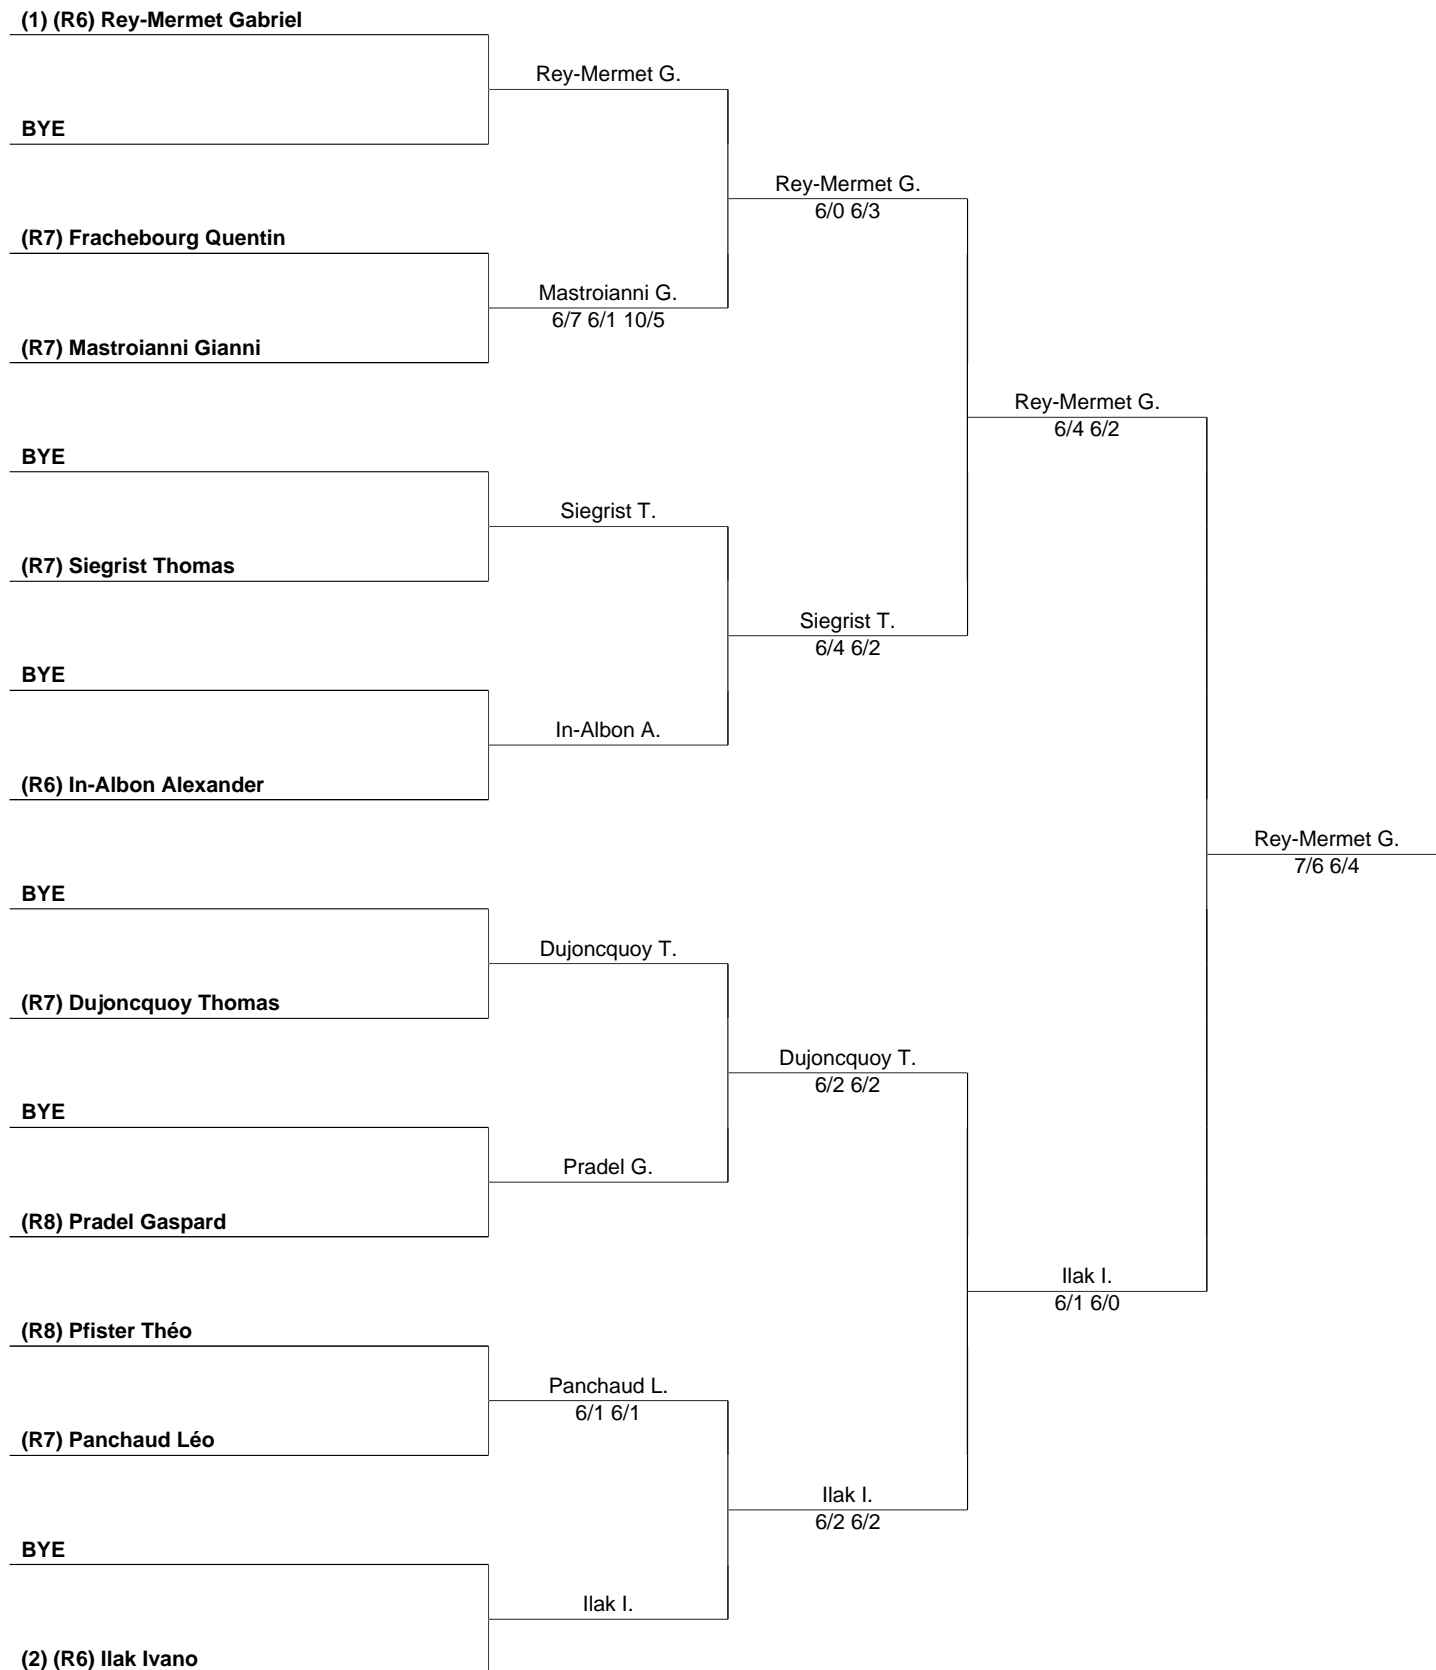 (1) (R6) Rey-Mermet Gabriel
Rey-Mermet G.
BYE
Rey-Mermet G.
6/0 6/3
(R7) Frachebourg Quentin
Mastroianni G.
6/7 6/1 10/5
(R7) Mastroianni Gianni
Rey-Mermet G.
6/4 6/2
BYE
Siegrist T.
(R7) Siegrist Thomas
Siegrist T.
6/4 6/2
BYE
In-Albon A.
(R6) In-Albon Alexander
Rey-Mermet G.
7/6 6/4
BYE
Dujoncquoy T.
(R7) Dujoncquoy Thomas
Dujoncquoy T.
6/2 6/2
BYE
Pradel G.
(R8) Pradel Gaspard
Ilak I.
6/1 6/0
(R8) Pfister Théo
Panchaud L.
6/1 6/1
(R7) Panchaud Léo
Ilak I.
6/2 6/2
BYE
Ilak I.
(2) (R6) Ilak Ivano